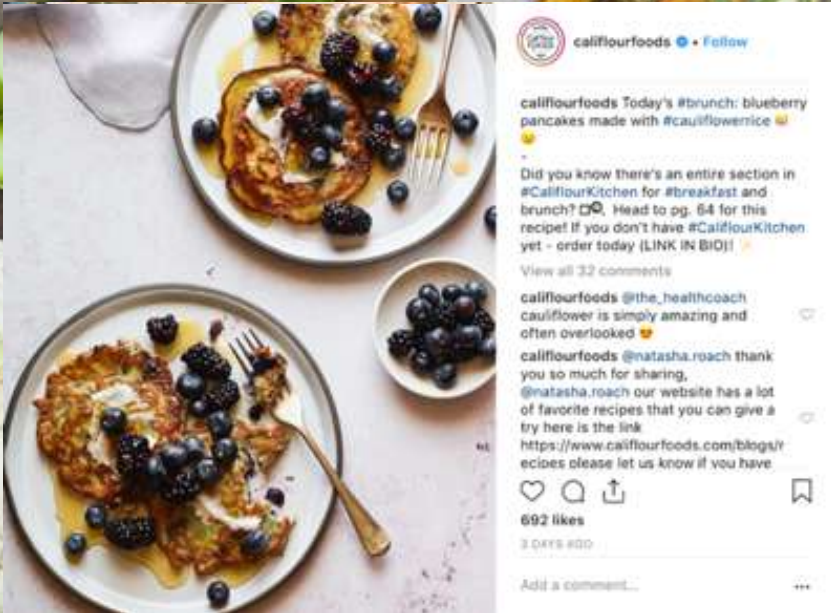 califlourfoods • Follow
califlourfoods Today's #brunch: blueberry
pancakes made with #cauliflowerrice
-
Did you know there's an entire section in
#CaliflourKitchen for #breakfast and
brunch? Head to pg. 64 for this
recipe! If you don't have #CaliflourKitchen
yet - order today (LINK IN BIO)!
View all 32 comments
califlourfoods @the_healthcoach
cauliflower is simply amazing and
often overlooked
califlourfoods @natasha.roach thank
you so much for sharing,
@natasha.roach our website has a lot
of favorite recipes that you can give a
try here is the link
https://www.califlourfoods.com/blogs/r
ecipes please let us know if you have
692 likes
3 DAYS AGO
Add a comment...